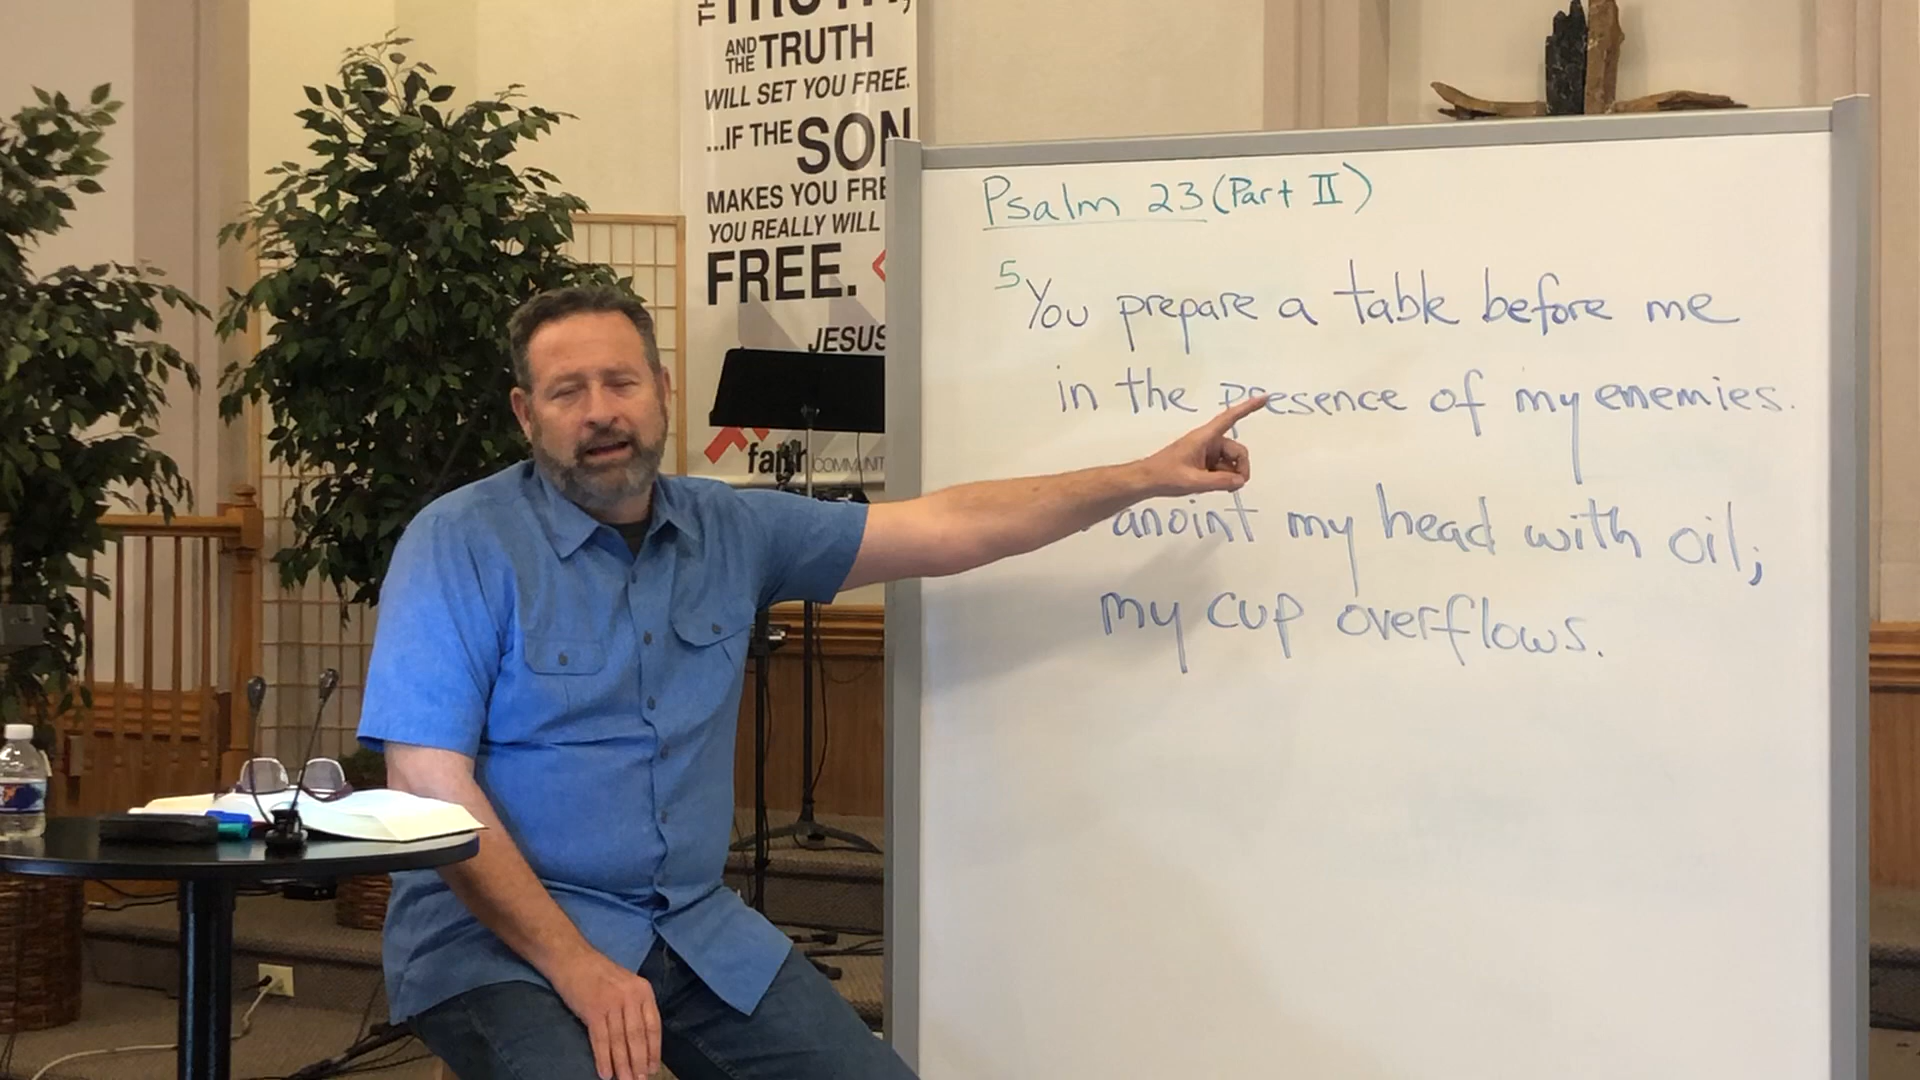 TRUTH,
AND THE TRUTH
WILL SET YOU FREE.
...IF THE SON
MAKES YOU FRE
YOU REALLY WILL
FREE.
JESUS
faith COMMUNIT
Psalm 23 (Part II)
5 You prepare a table before me
in the presence of my enemies.
anoint my head with oil;
my cup overflows.